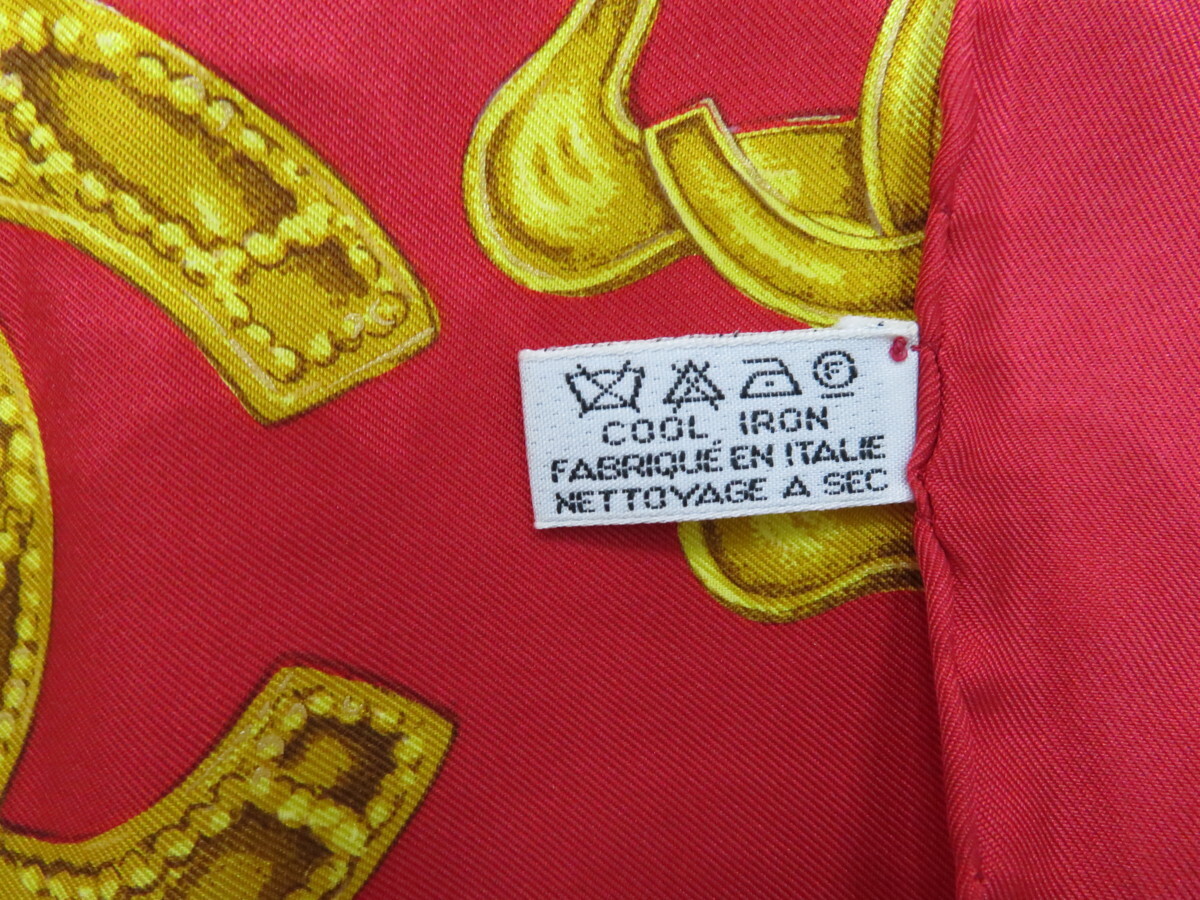 F
COOL IRON
FABRIQUÉ EN ITALIE
NETTOYAGE A SEC